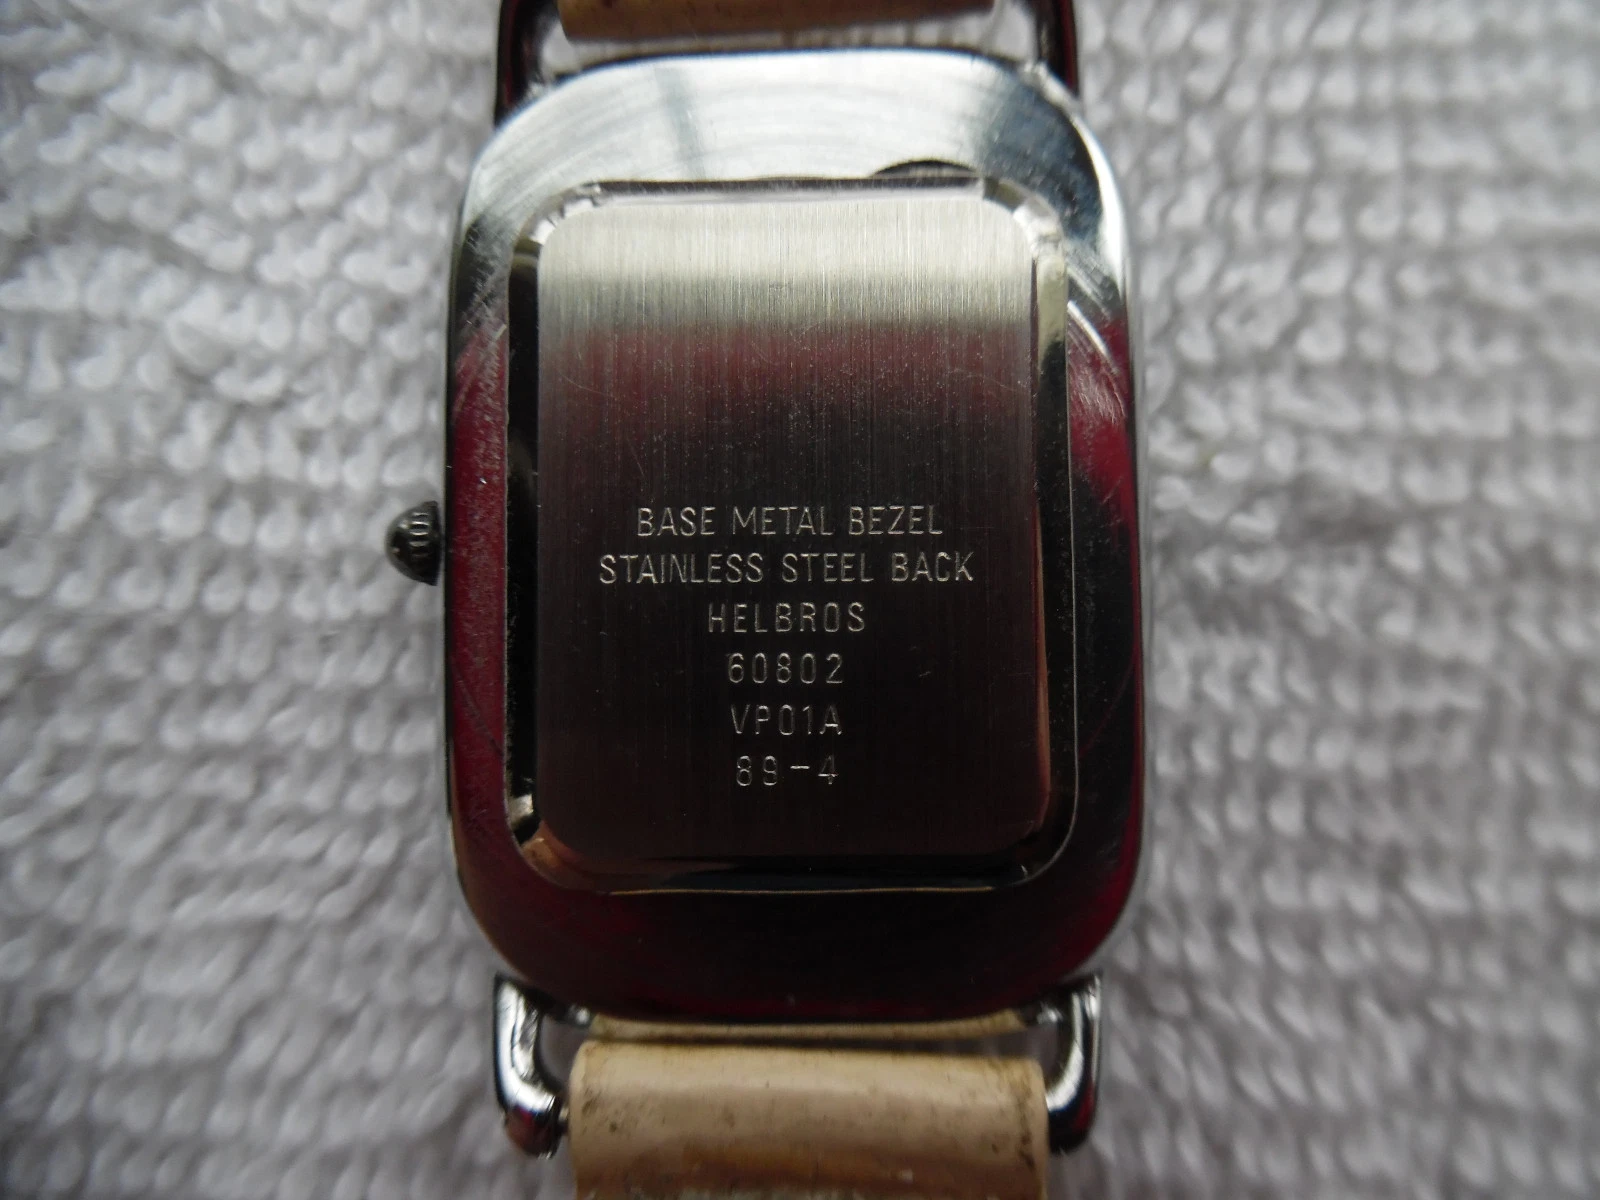 BASE METAL BEZEL
STAINLESS STEEL BACK
HELBROS
60802
VP01A
89-4